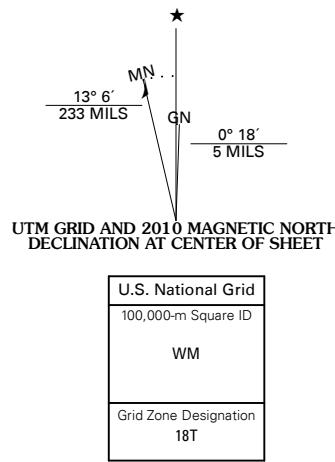 ★
MN
GN
13° 6´
233 MILS
0° 18´
5 MILS
UTM GRID AND 2010 MAGNETIC NORTH
DECLINATION AT CENTER OF SHEET
U.S. National Grid
100,000-m Square ID
WM
Grid Zone Designation
18T